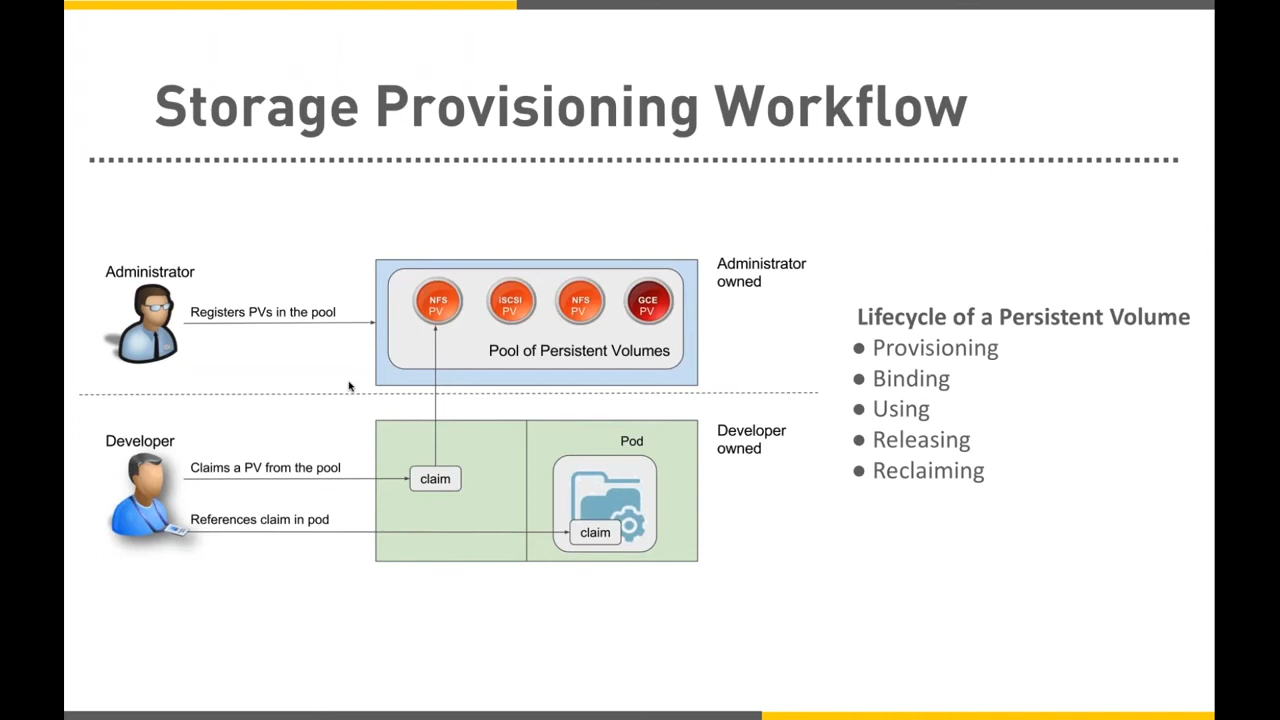 Storage Provisioning Workflow
Administrator
Registers PVs in the pool
NFS
PV
iSCSI
PV
NFS
PV
GCE
PV
Pool of Persistent Volumes
Administrator
owned
Developer
Claims a PV from the pool
References claim in pod
claim
Pod
claim
Developer
owned
Lifecycle of a Persistent Volume
● Provisioning
● Binding
● Using
● Releasing
● Reclaiming